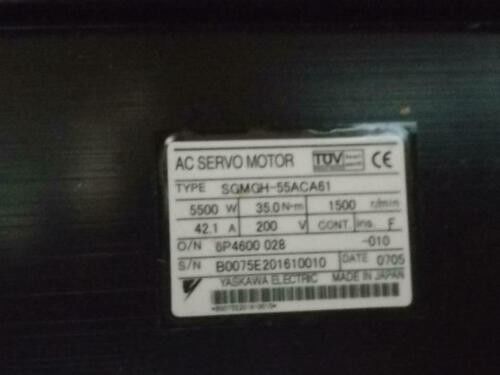 AC SERVO MOTOR TÜV CE
TYPE SGMGH-55ACA61
5500 W 35.0 N·m 1500 r/min
42.1 A 200 V CONT. Ins. F
O/N 6P4600 028 -010
S/N B0075E201610010 DATE 0705
YASKAWA ELECTRIC MADE IN JAPAN